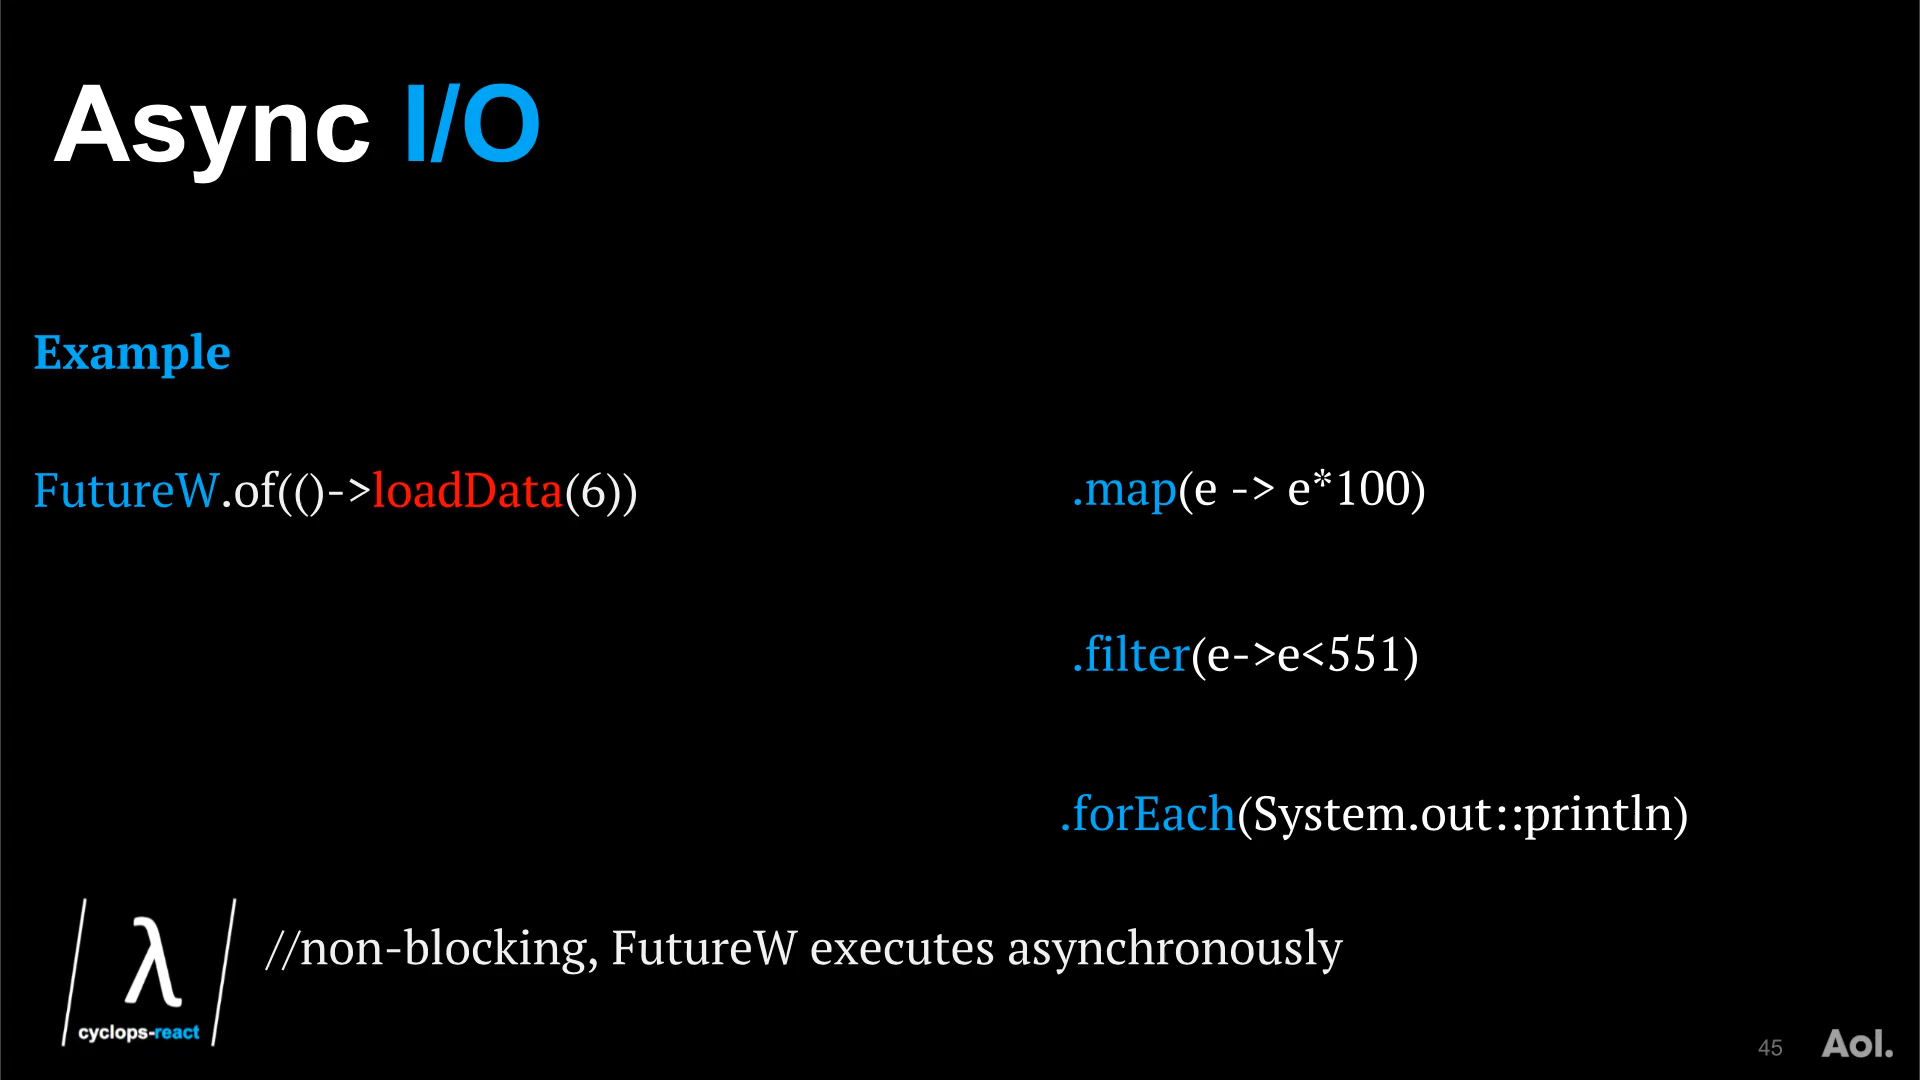 Async I/O
Example
FutureW.of(()->loadData(6))
.map(e -> e*100)
.filter(e->e<551)
.forEach(System.out::println)
//non-blocking, FutureW executes asynchronously
λ
cyclops-react
45
Aol.